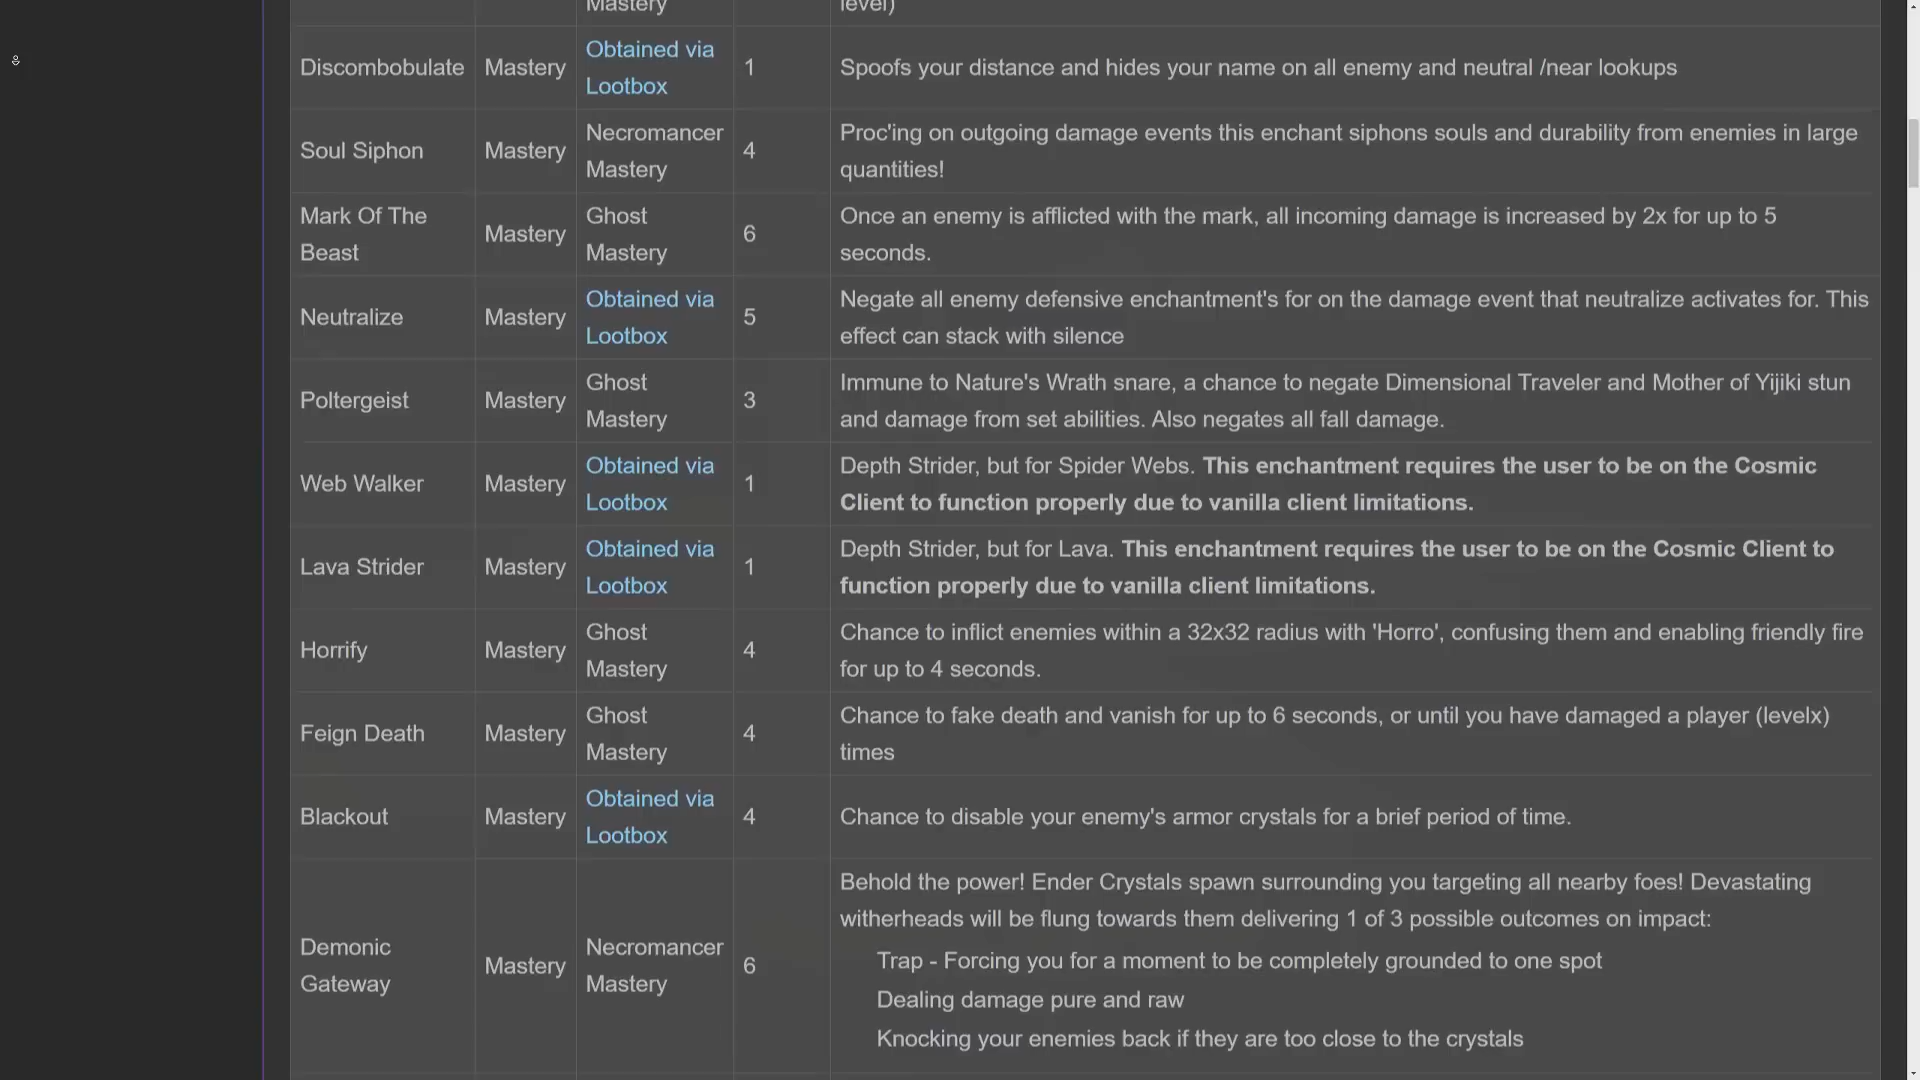 Mastery
level)
Discombobulate Mastery Obtained via Lootbox 1 Spoofs your distance and hides your name on all enemy and neutral /near lookups
Soul Siphon Mastery Necromancer Mastery 4 Proc'ing on outgoing damage events this enchant siphons souls and durability from enemies in large
quantities!
Mark Of The Beast Mastery Ghost Mastery 6 Once an enemy is afflicted with the mark, all incoming damage is increased by 2x for up to 5
seconds.
Neutralize Mastery Obtained via Lootbox 5 Negate all enemy defensive enchantment's for on the damage event that neutralize activates for. This
effect can stack with silence
Poltergeist Mastery Ghost Mastery 3 Immune to Nature's Wrath snare, a chance to negate Dimensional Traveler and Mother of Yijiki stun
and damage from set abilities. Also negates all fall damage.
Web Walker Mastery Obtained via Lootbox 1 Depth Strider, but for Spider Webs. This enchantment requires the user to be on the Cosmic
Client to function properly due to vanilla client limitations.
Lava Strider Mastery Obtained via Lootbox 1 Depth Strider, but for Lava. This enchantment requires the user to be on the Cosmic Client to
function properly due to vanilla client limitations.
Horrify Mastery Ghost Mastery 4 Chance to inflict enemies within a 32x32 radius with 'Horro', confusing them and enabling friendly fire
for up to 4 seconds.
Feign Death Mastery Ghost Mastery 4 Chance to fake death and vanish for up to 6 seconds, or until you have damaged a player (levelx)
times
Blackout Mastery Obtained via Lootbox 4 Chance to disable your enemy's armor crystals for a brief period of time.
Demonic Gateway Mastery Necromancer Mastery 6 Behold the power! Ender Crystals spawn surrounding you targeting all nearby foes! Devastating
witherheads will be flung towards them delivering 1 of 3 possible outcomes on impact:
Trap - Forcing you for a moment to be completely grounded to one spot
Dealing damage pure and raw
Knocking your enemies back if they are too close to the crystals